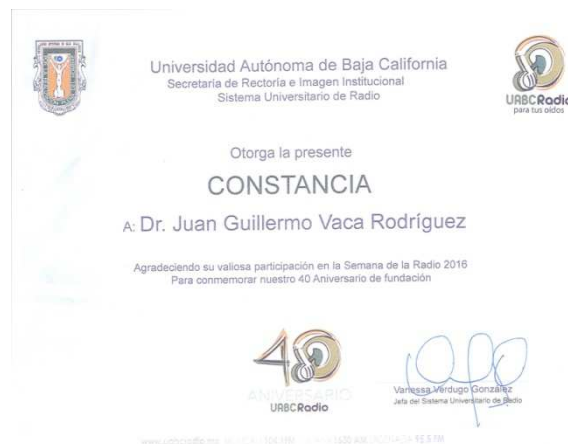 Universidad Autónoma de Baja California
Secretaría de Rectoría e Imagen Institucional
Sistema Universitario de Radio
UABCRadio
para tus oídos
Otorga la presente
CONSTANCIA
A: Dr. Juan Guillermo Vaca Rodríguez
Agradeciendo su valiosa participación en la Semana de la Radio 2016
Para conmemorar nuestro 40 Aniversario de fundación
40
ANIVERSARIO
UABCRadio
Vanessa Verdugo González
Jefa del Sistema Universitario de Radio